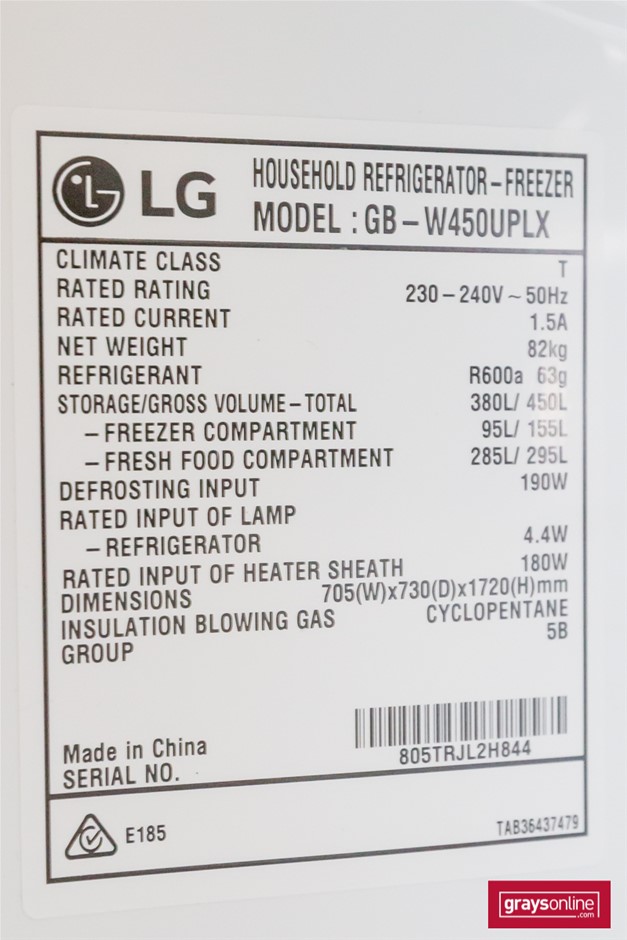 LG
HOUSEHOLD REFRIGERATOR – FREEZER
MODEL : GB – W450UPLX
CLIMATE CLASS T
RATED RATING 230 – 240V ~ 50Hz
RATED CURRENT 1.5A
NET WEIGHT 82kg
REFRIGERANT R600a 63g
STORAGE/GROSS VOLUME – TOTAL 380L/ 450L
– FREEZER COMPARTMENT 95L/ 155L
– FRESH FOOD COMPARTMENT 285L/ 295L
DEFROSTING INPUT 190W
RATED INPUT OF LAMP
– REFRIGERATOR 4.4W
RATED INPUT OF HEATER SHEATH 180W
DIMENSIONS 705(W)x730(D)x1720(H)mm
INSULATION BLOWING GAS CYCLOPENTANE
GROUP 5B
Made in China
SERIAL NO. 805TRJL2H844
E185 TAB36437479
graysonline
.com